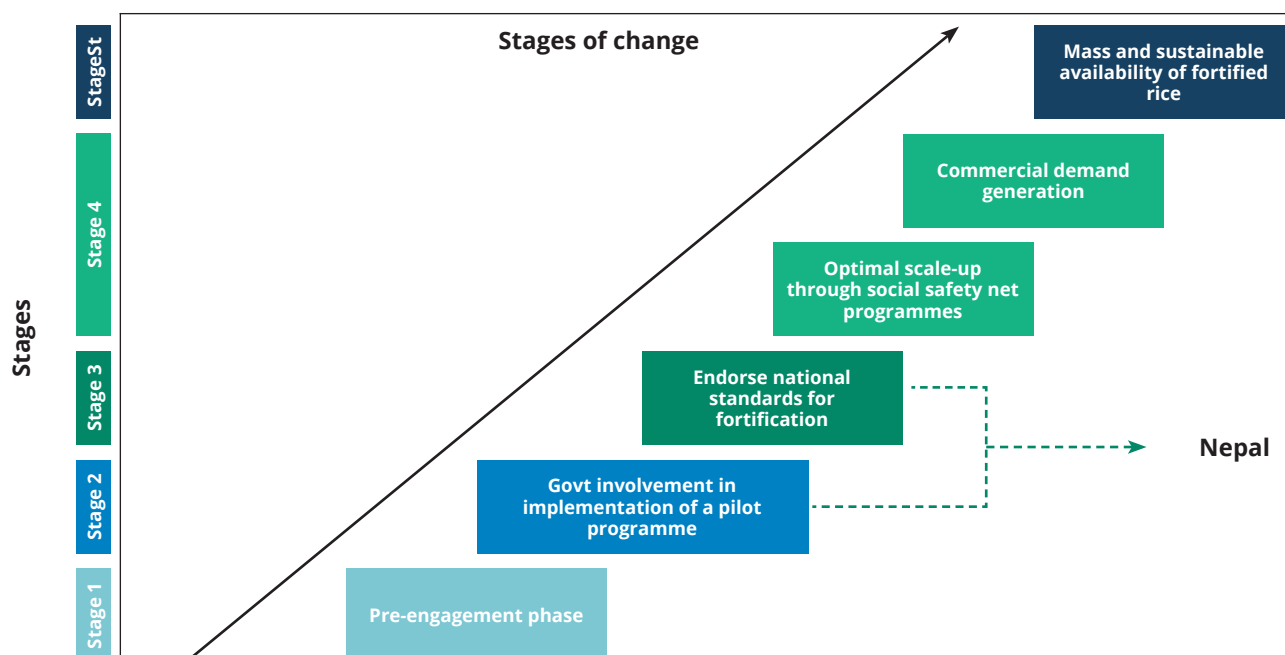 Stages of change
Stages
StageSt
Mass and sustainable
availability of fortified
rice
Stage 4
Commercial demand
generation
Optimal scale-up
through social safety net
programmes
Stage 3
Endorse national
standards for
fortification
Nepal
Stage 2
Govt involvement in
implementation of a pilot
programme
Stage 1
Pre-engagement phase